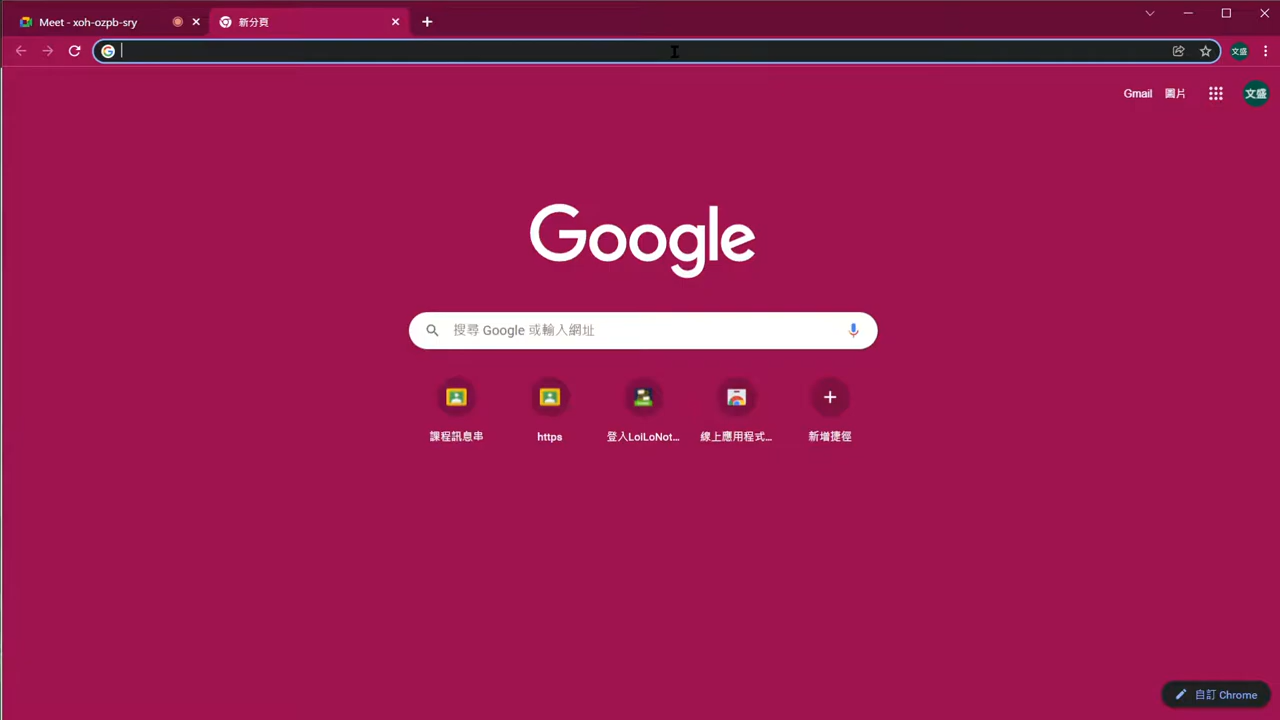 Meet - xoh-ozpb-sry
新分頁
文盛
Gmail
圖片
文盛
Google
搜尋 Google 或輸入網址
課程訊息串
https
登入LoiLoNot...
線上應用程式...
新增捷徑
自訂 Chrome